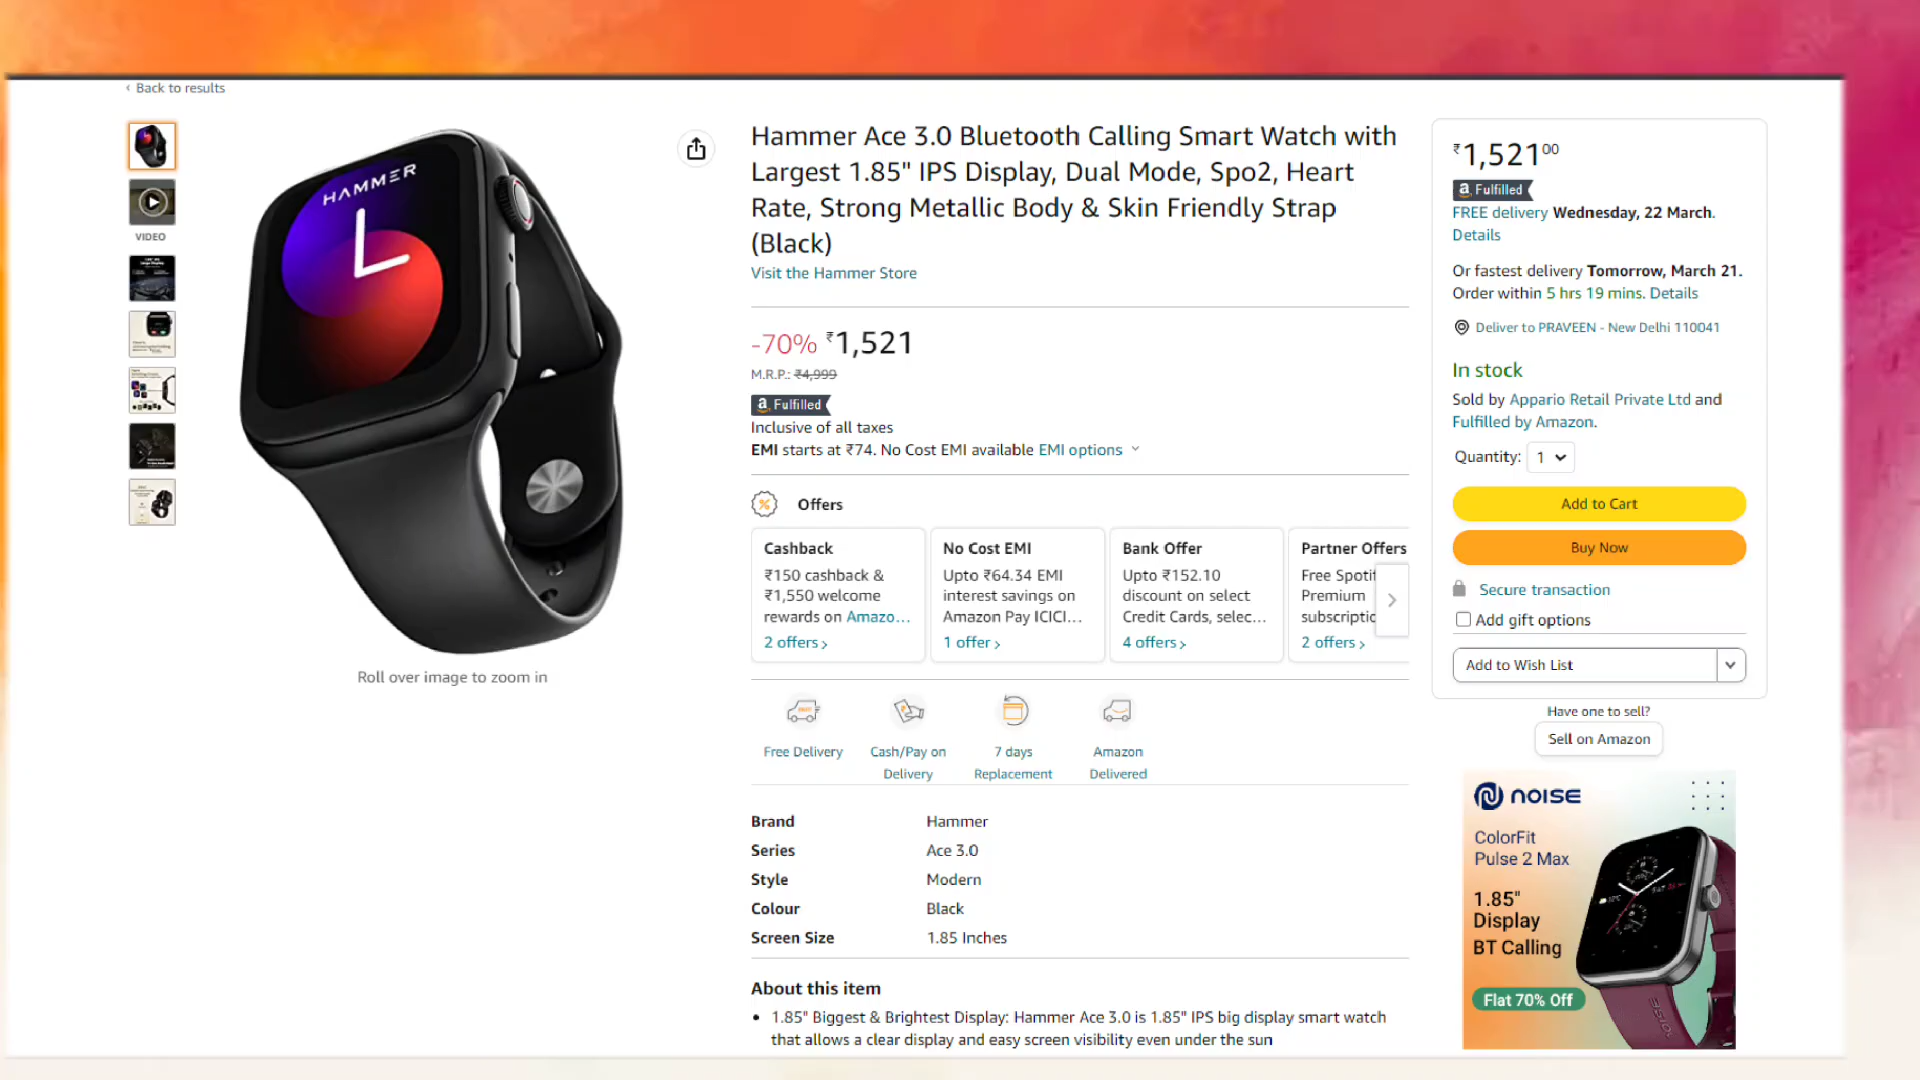 ‹ Back to results
VIDEO
HAMMER
Roll over image to zoom in
Hammer Ace 3.0 Bluetooth Calling Smart Watch with
Largest 1.85" IPS Display, Dual Mode, Spo2, Heart
Rate, Strong Metallic Body & Skin Friendly Strap
(Black)
Visit the Hammer Store
-70% ₹1,521
M.R.P.: ₹4,999
a Fulfilled
Inclusive of all taxes
EMI starts at ₹74. No Cost EMI available EMI options
Offers
Cashback
₹150 cashback &
₹1,550 welcome
rewards on Amazo…
2 offers ›
No Cost EMI
Upto ₹64.34 EMI
interest savings on
Amazon Pay ICICI…
1 offer ›
Bank Offer
Upto ₹152.10
discount on select
Credit Cards, selec…
4 offers ›
Partner Offers
Free Spotif
Premium
subscriptio
2 offers ›
Free Delivery
Cash/Pay on
Delivery
7 days
Replacement
Amazon
Delivered
Brand Hammer
Series Ace 3.0
Style Modern
Colour Black
Screen Size 1.85 Inches
About this item
• 1.85" Biggest & Brightest Display: Hammer Ace 3.0 is 1.85" IPS big display smart watch
that allows a clear display and easy screen visibility even under the sun
₹1,52100
a Fulfilled
FREE delivery Wednesday, 22 March.
Details
Or fastest delivery Tomorrow, March 21.
Order within 5 hrs 19 mins. Details
Deliver to PRAVEEN - New Delhi 110041
In stock
Sold by Appario Retail Private Ltd and
Fulfilled by Amazon.
Quantity: 1
Add to Cart
Buy Now
Secure transaction
Add gift options
Add to Wish List
Have one to sell?
Sell on Amazon
noise
ColorFit
Pulse 2 Max
1.85"
Display
BT Calling
Flat 70% Off